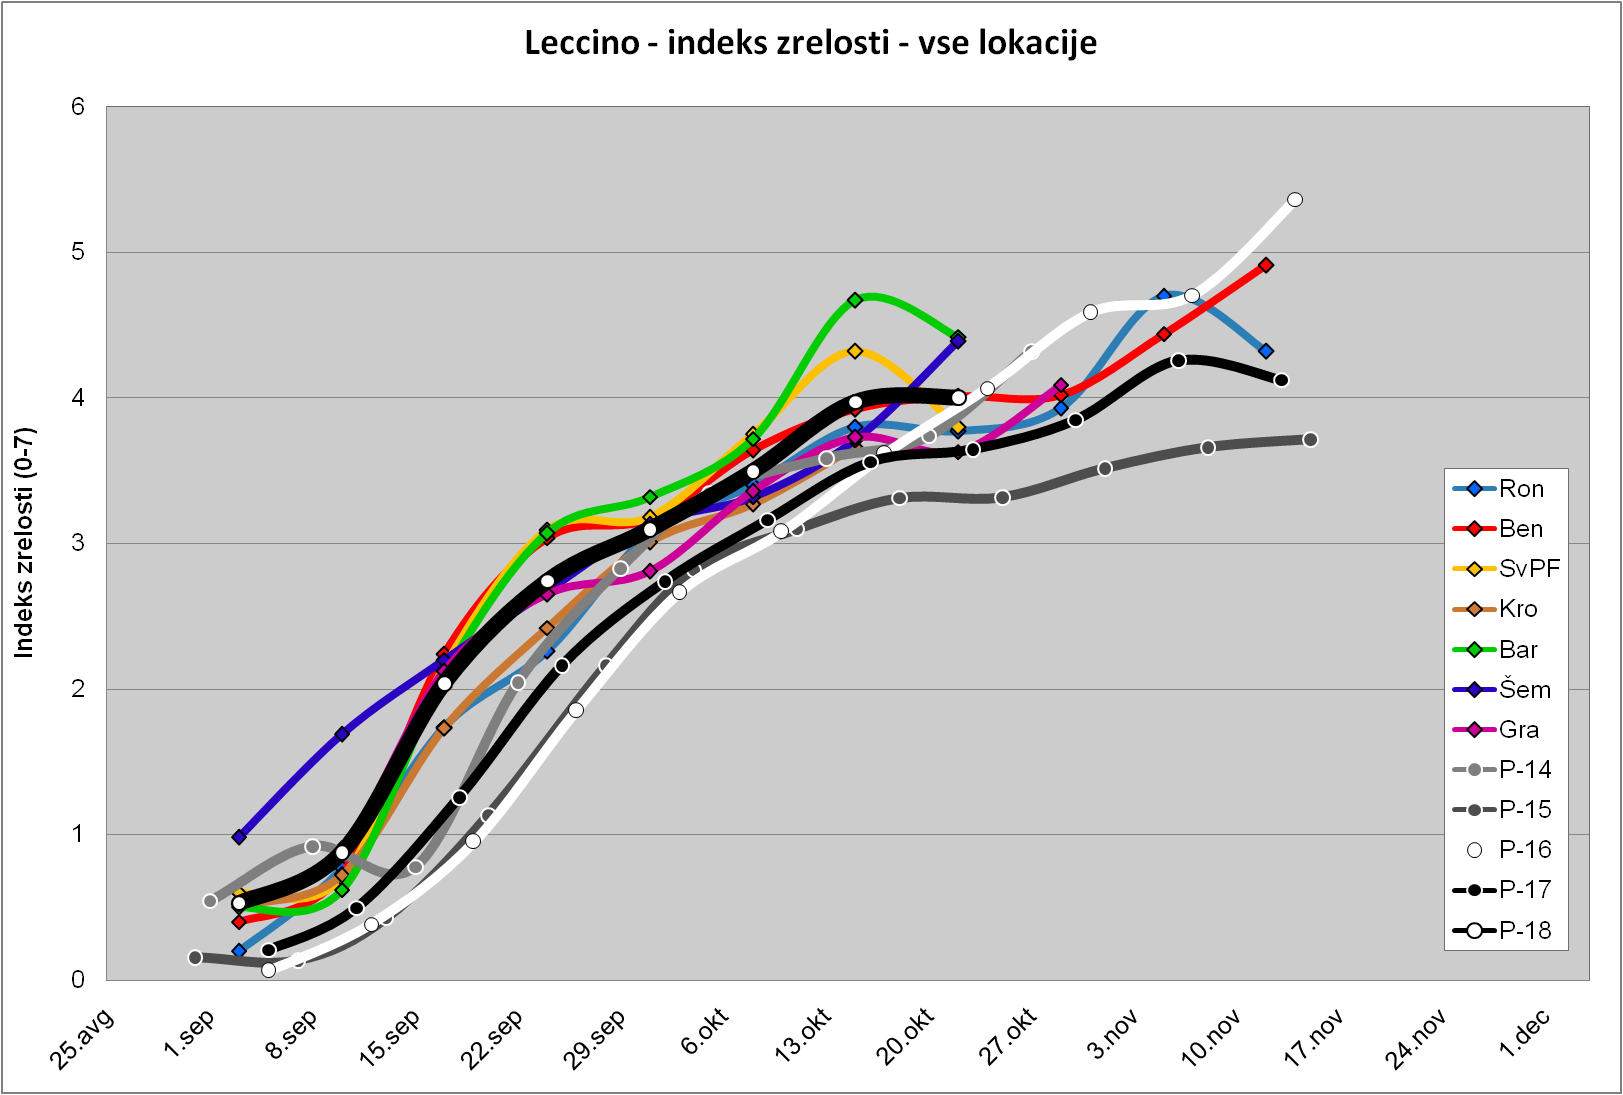 Leccino - indeks zrelosti - vse lokacije
Indeks zrelosti (0-7)
6
5
4
3
2
1
0
25.avg
1.sep
8.sep
15.sep
22.sep
29.sep
6.okt
13.okt
20.okt
27.okt
3.nov
10.nov
17.nov
24.nov
1.dec
Ron
Ben
SvPF
Kro
Bar
Šem
Gra
P-14
P-15
P-16
P-17
P-18